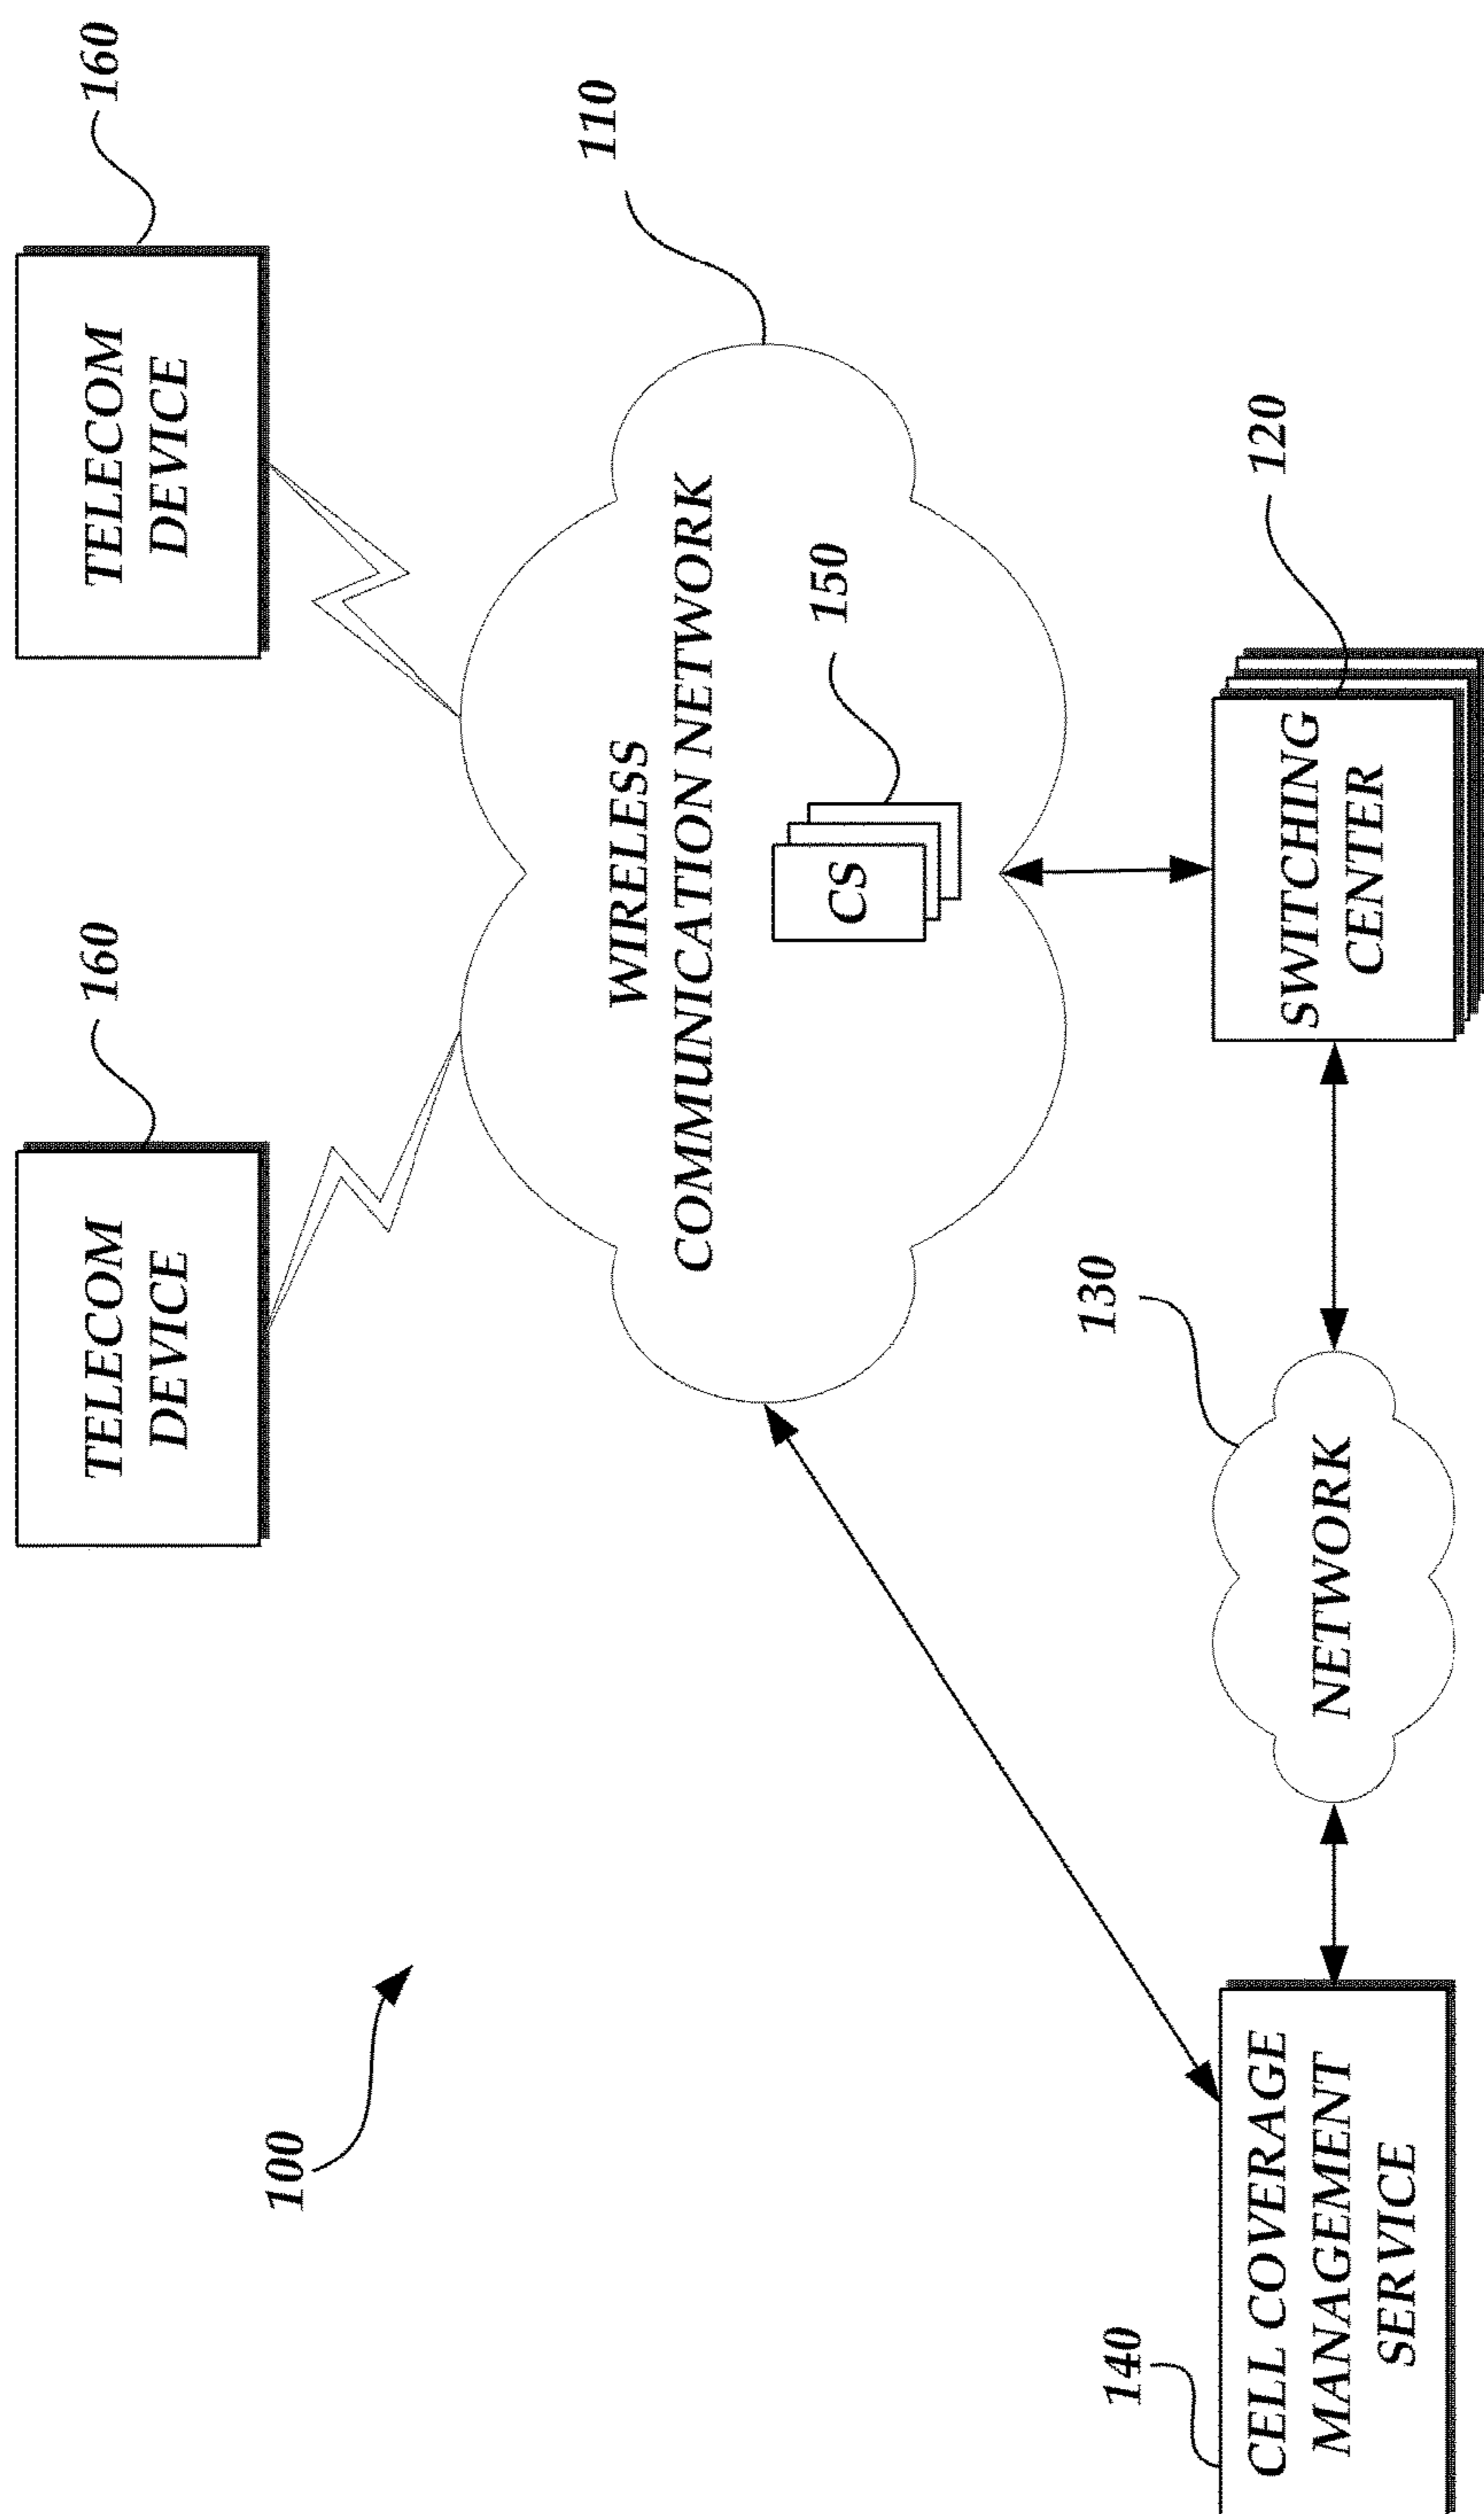 160
TELECOM
DEVICE
160
TELECOM
DEVICE
100
110
WIRELESS
COMMUNICATION NETWORK
150
CS
140
CELL COVERAGE
MANAGEMENT
SERVICE
130
NETWORK
120
SWITCHING
CENTER